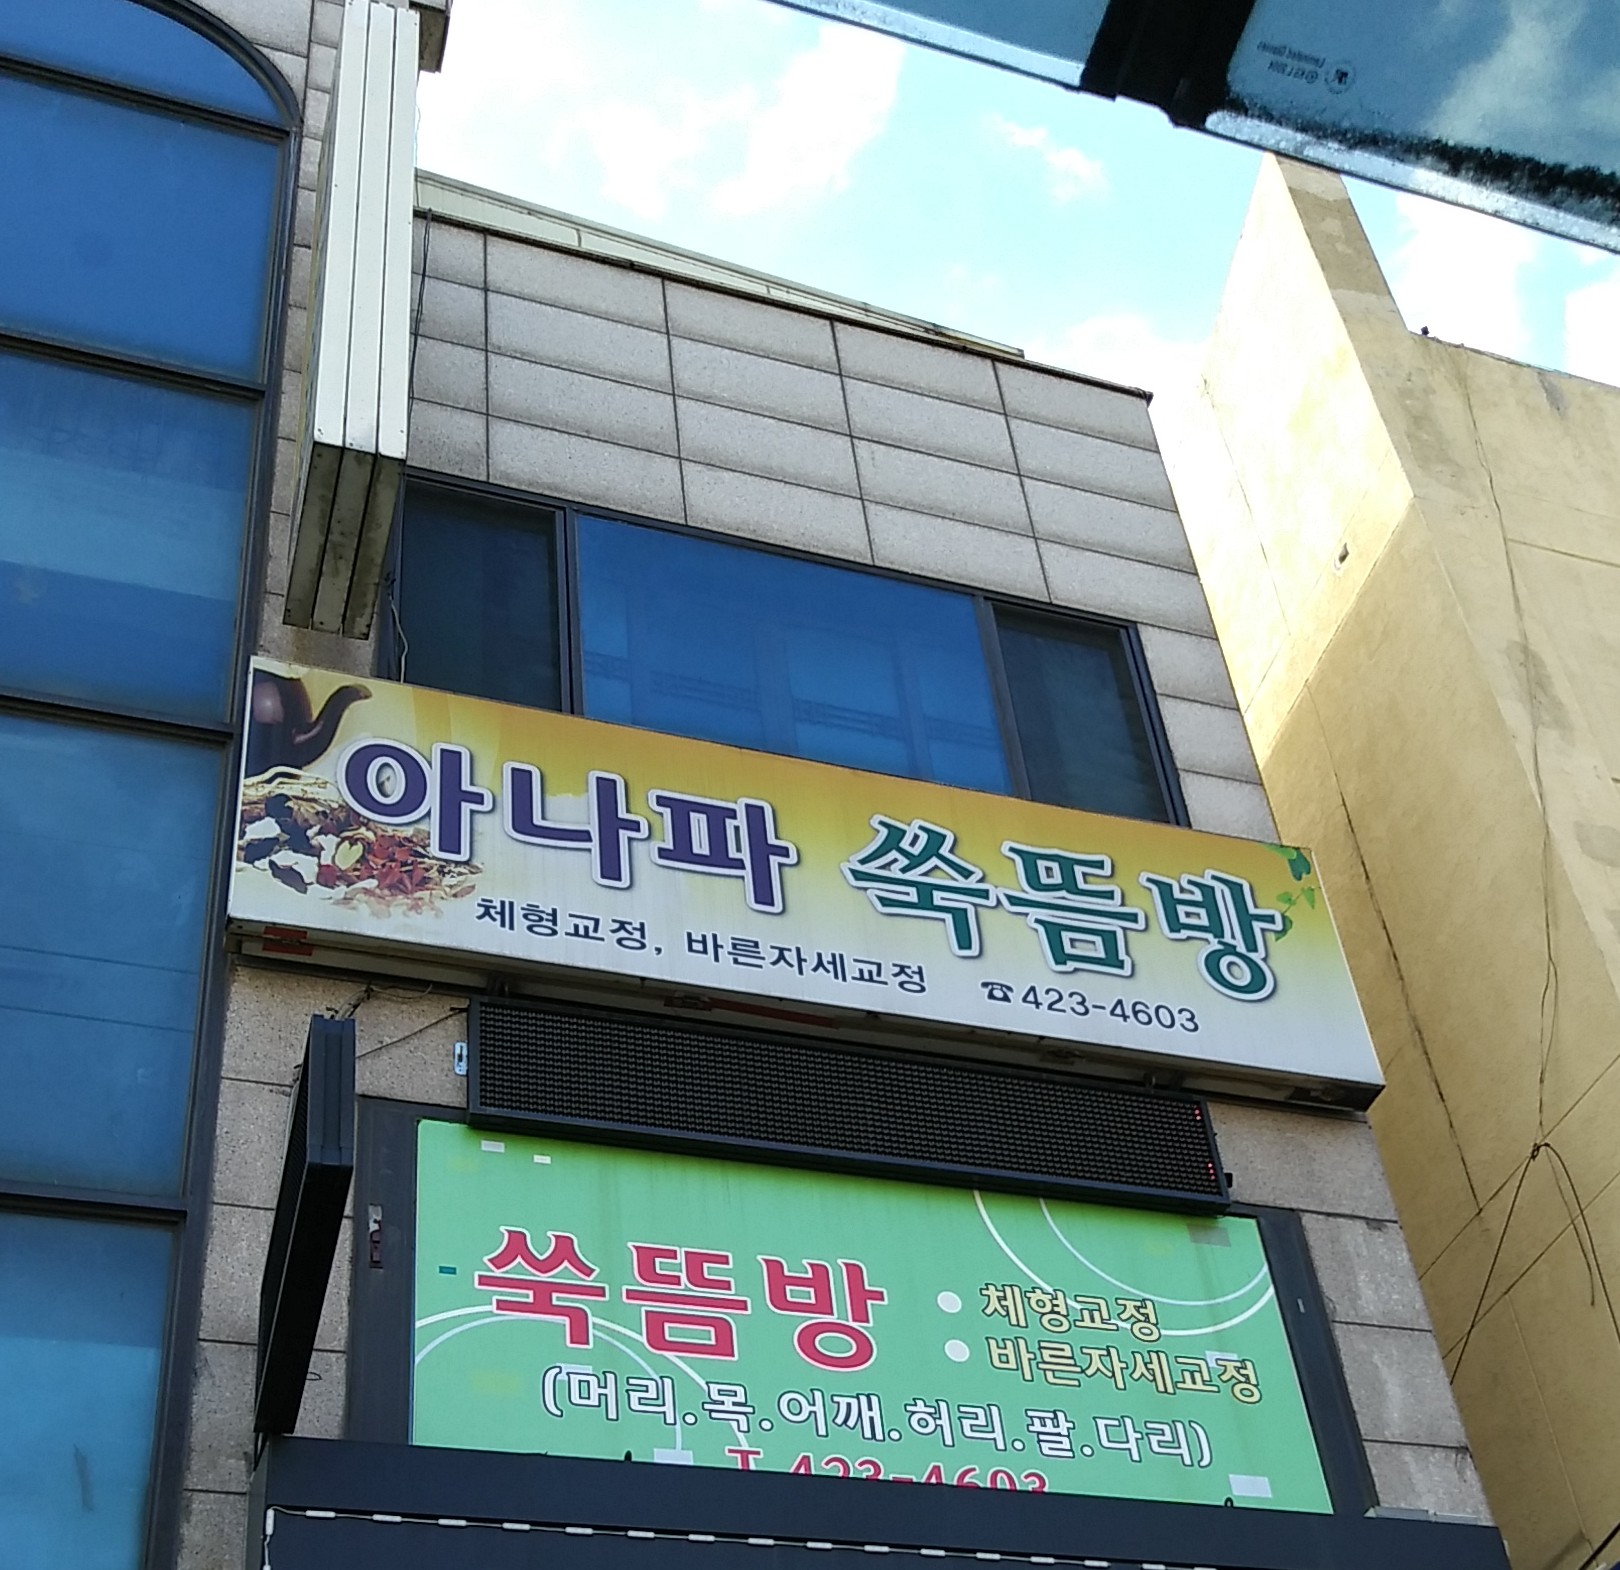 아나파 쑥뜸방
체형교정, 바른자세교정 ☎423-4603
쑥뜸방
• 체형교정
• 바른자세교정
(머리.목.어깨.허리.팔.다리)
T.423-4603